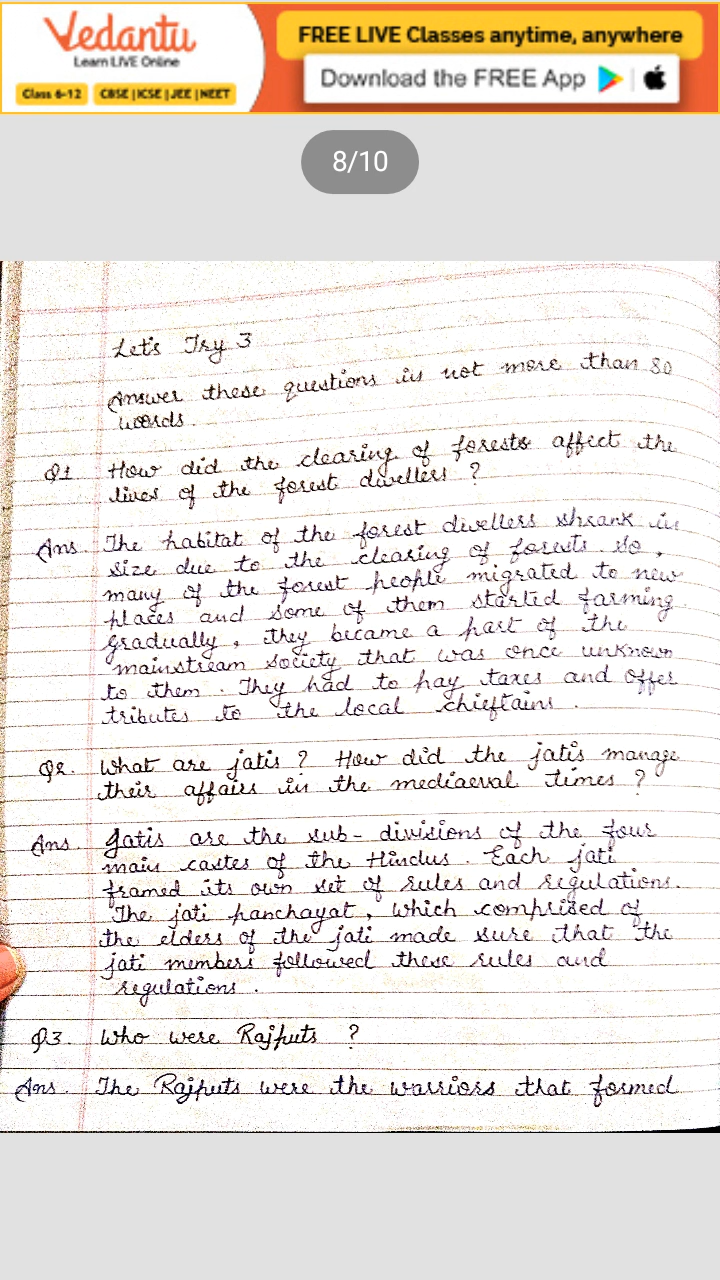 Vedantu
Learn LIVE Online
Class 6-12 CBSE | ICSE | JEE | NEET
FREE LIVE Classes anytime, anywhere
Download the FREE App
8/10
Let's Try 3
Answer these questions in not more than 80
words.
Q1 How did the clearing of forests affect the
lives of the forest dwellers ?
Ans. The habitat of the forest dwellers shrank in
size due to the clearing of forests. So,
many of the forest people migrated to new
places and some of them started farming
gradually, they became a part of the
mainstream society that was once unknown
to them. They had to pay taxes and offer
tributes to the local chieftains.
Q2. What are jatis ? How did the jatis manage
their affairs in the mediaeval times ?
Ans. Jatis are the sub-divisions of the four
main castes of the Hindus. Each jati
framed its own set of rules and regulations.
The jati panchayat, which comprised of
the elders of the jati made sure that the
jati members followed these rules and
regulations.
Q3. Who were Rajputs ?
Ans. The Rajputs were the warriors that formed